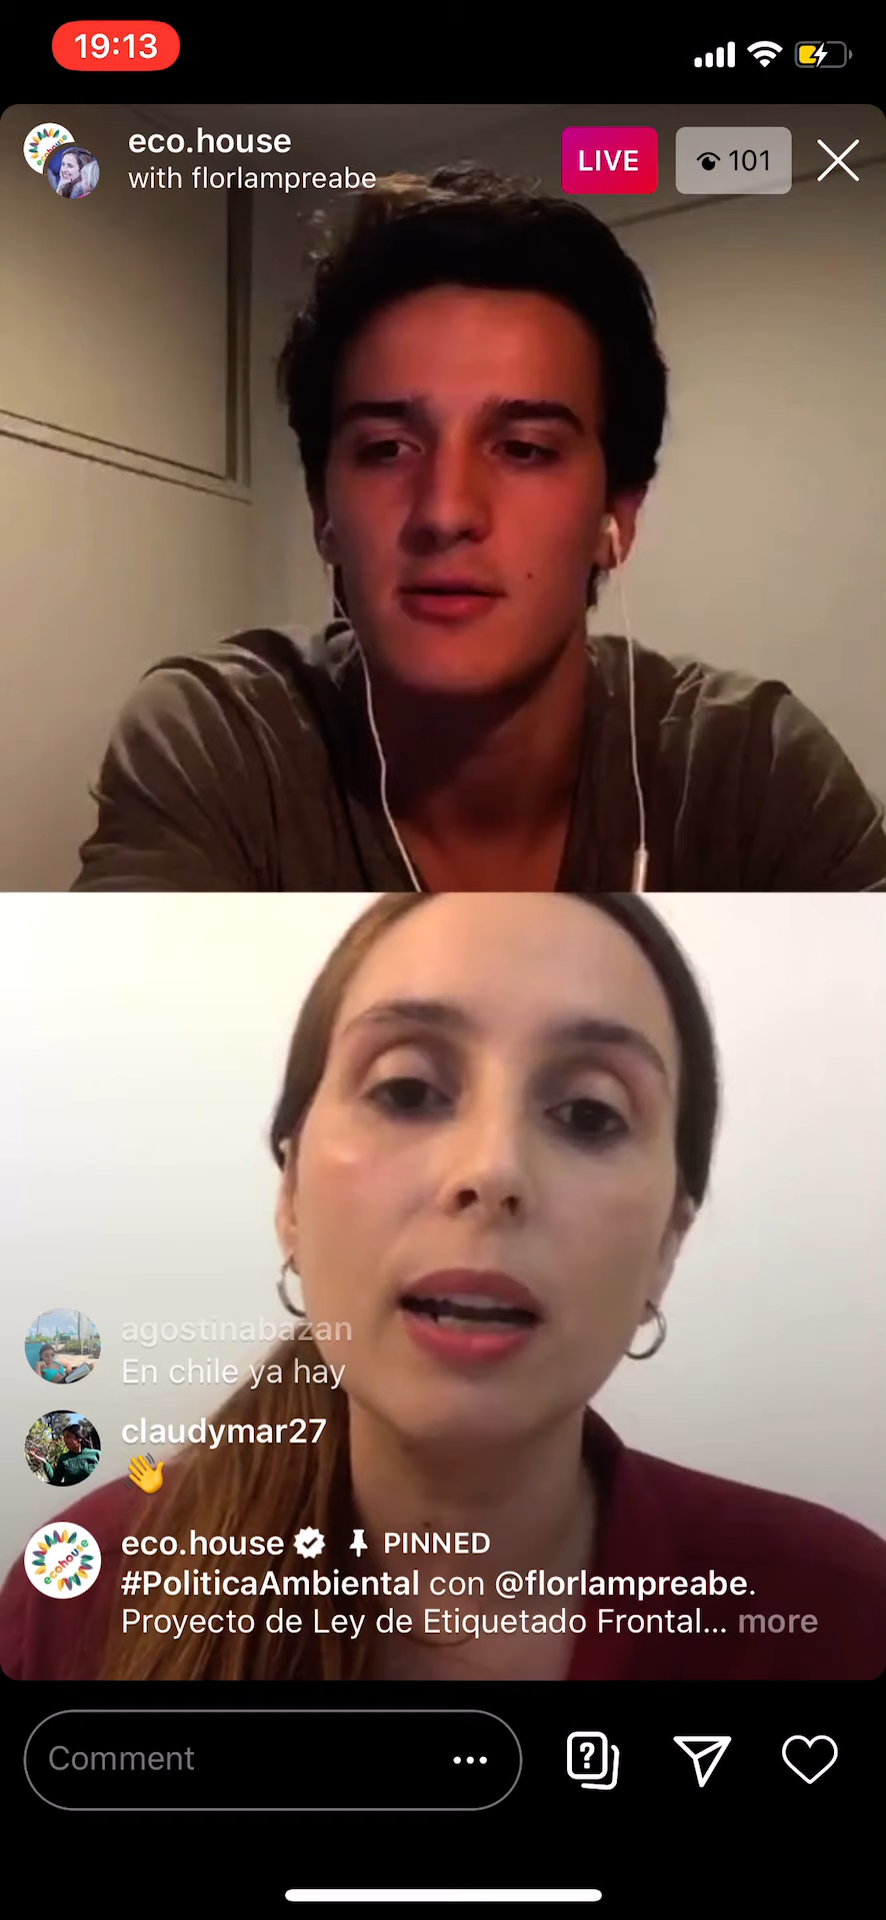 19:13
eco.house
with florlampreabe
LIVE
101
agostinabazan
En chile ya hay
claudymar27
👋
eco.house PINNED
#PoliticaAmbiental con @florlampreabe.
Proyecto de Ley de Etiquetado Frontal... more
ecohouse
Comment